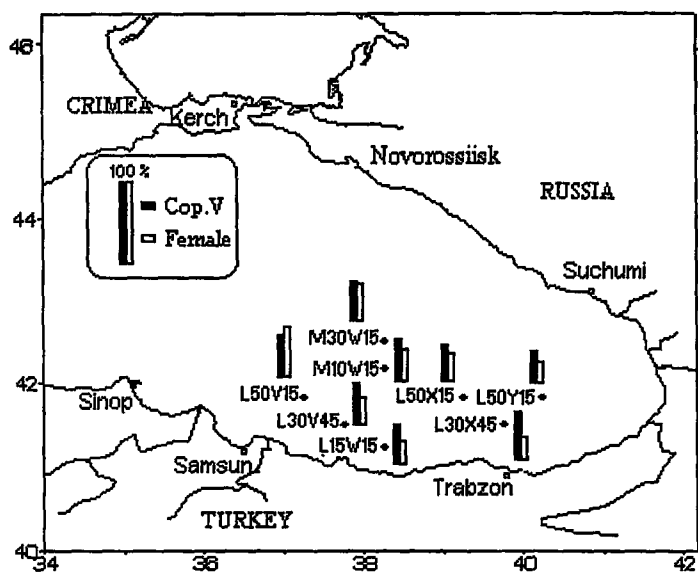 46
CRIMEA
Kerch
Novorossiisk
100 %
Cop.V
Female
RUSSIA
44
Suchumi
M30W15
M10W15
42
L50V15
L50X15
L50Y15
Sinop
L30V45
L30X45
L15W15
Samsun
Trabzon
TURKEY
40
34
36
38
40
42